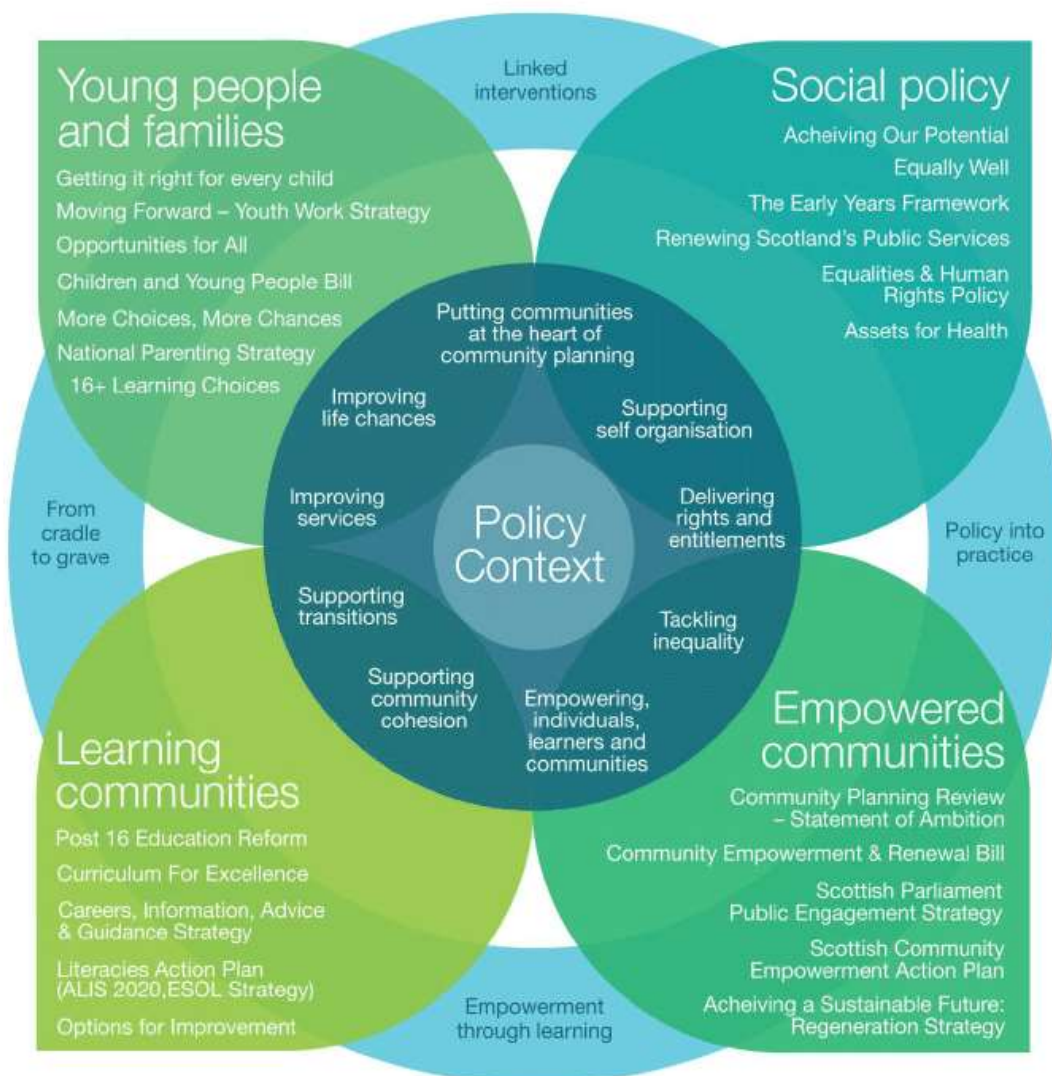 Linked
interventions
Young people
and families
Getting it right for every child
Moving Forward – Youth Work Strategy
Opportunities for All
Children and Young People Bill
More Choices, More Chances
National Parenting Strategy
16+ Learning Choices
Social policy
Acheiving Our Potential
Equally Well
The Early Years Framework
Renewing Scotland's Public Services
Equalities & Human
Rights Policy
Assets for Health
Putting communities
at the heart of
community planning
Improving
life chances
Supporting
self organisation
From
cradle
to grave
Improving
services
Policy
Context
Delivering
rights and
entitlements
Policy into
practice
Supporting
transitions
Tackling
inequality
Supporting
community
cohesion
Empowering,
individuals,
learners and
communities
Learning
communities
Post 16 Education Reform
Curriculum For Excellence
Careers, Information, Advice
& Guidance Strategy
Literacies Action Plan
(ALIS 2020,ESOL Strategy)
Options for Improvement
Empowered
communities
Community Planning Review
– Statement of Ambition
Community Empowerment & Renewal Bill
Scottish Parliament
Public Engagement Strategy
Scottish Community
Empowerment Action Plan
Acheiving a Sustainable Future:
Regeneration Strategy
Empowerment
through learning